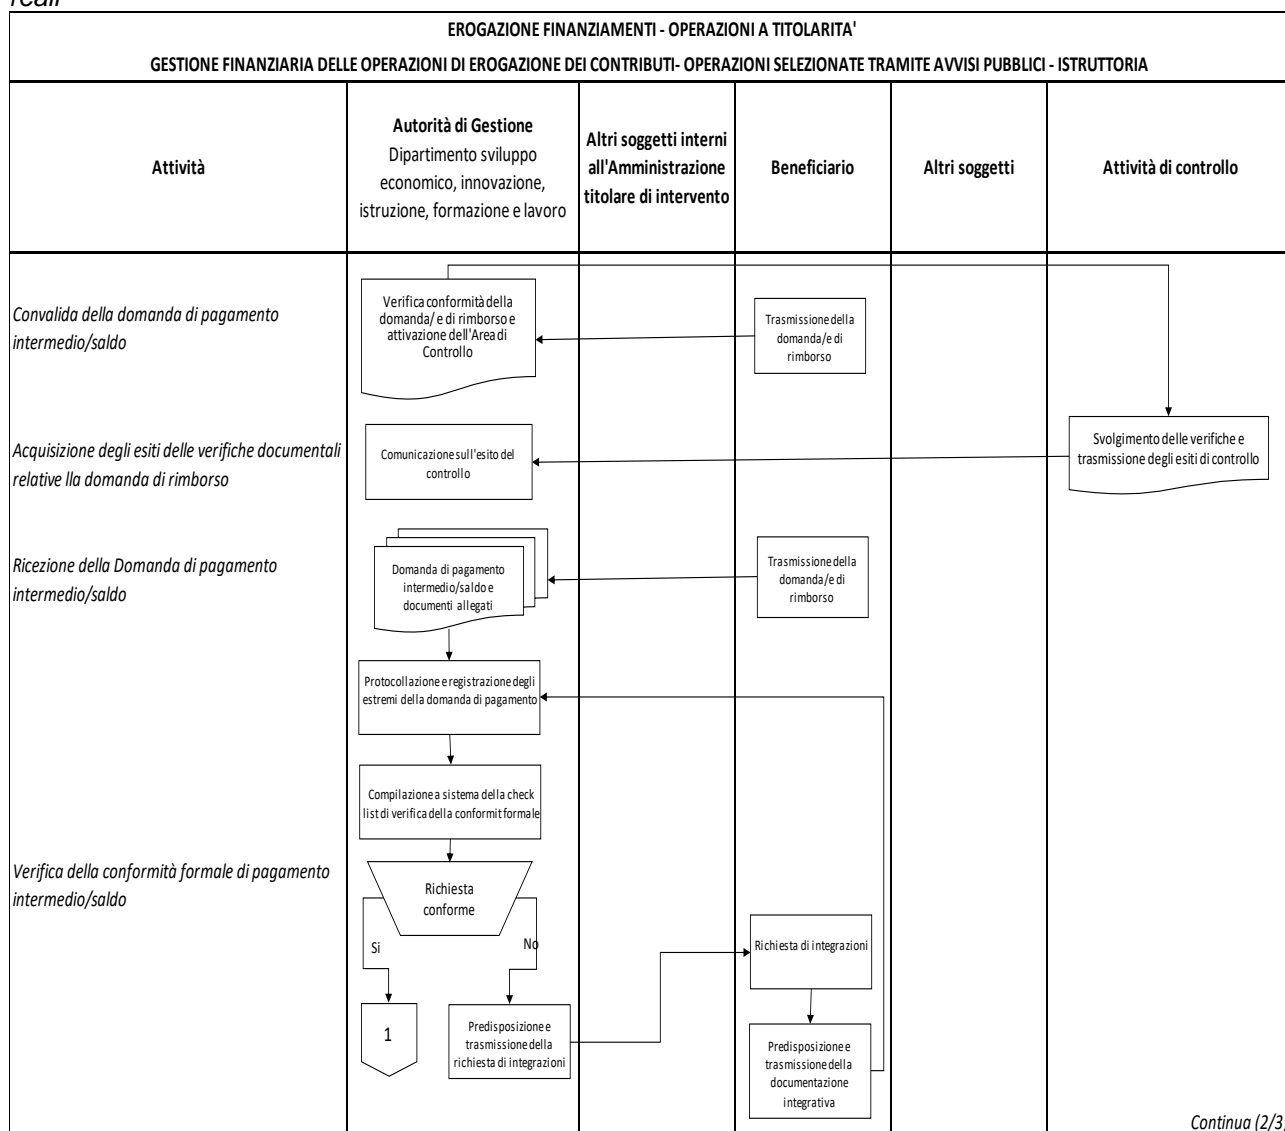 reali
EROGAZIONE FINANZIAMENTI - OPERAZIONI A TITOLARITA'
GESTIONE FINANZIARIA DELLE OPERAZIONI DI EROGAZIONE DEI CONTRIBUTI- OPERAZIONI SELEZIONATE TRAMITE AVVISI PUBBLICI - ISTRUTTORIA
Attività
Autorità di Gestione
Dipartimento sviluppo
economico, innovazione,
istruzione, formazione e lavoro
Altri soggetti interni
all'Amministrazione
titolare di intervento
Beneficiario
Altri soggetti
Attività di controllo
Convalida della domanda di pagamento
intermedio/saldo
Verifica conformità della
domanda/ e di rimborso e
attivazione dell'Area di
Controllo
Trasmissione della
domanda/e di
rimborso
Acquisizione degli esiti delle verifiche documentali
relative lla domanda di rimborso
Comunicazione sull'esito del
controllo
Svolgimento delle verifiche e
trasmissione degli esiti di controllo
Ricezione della Domanda di pagamento
intermedio/saldo
Domanda di pagamento
intermedio/saldo e
documenti allegati
Trasmissione della
domanda/e di
rimborso
Protocollazione e registrazione degli
estremi della domanda di pagamento
Compilazione a sistema della check
list di verifica della conformit formale
Verifica della conformità formale di pagamento
intermedio/saldo
Richiesta
conforme
Si
No
Richiesta di integrazioni
1
Predisposizione e
trasmissione della
richiesta di integrazioni
Predisposizione e
trasmissione della
documentazione
integrativa
Continua (2/3)